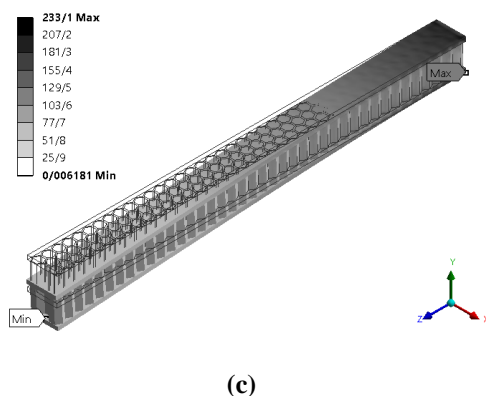 233/1 Max
207/2
181/3
155/4
129/5
103/6
77/7
51/8
25/9
0/006181 Min
Max
Min
Y
Z
X
(c)